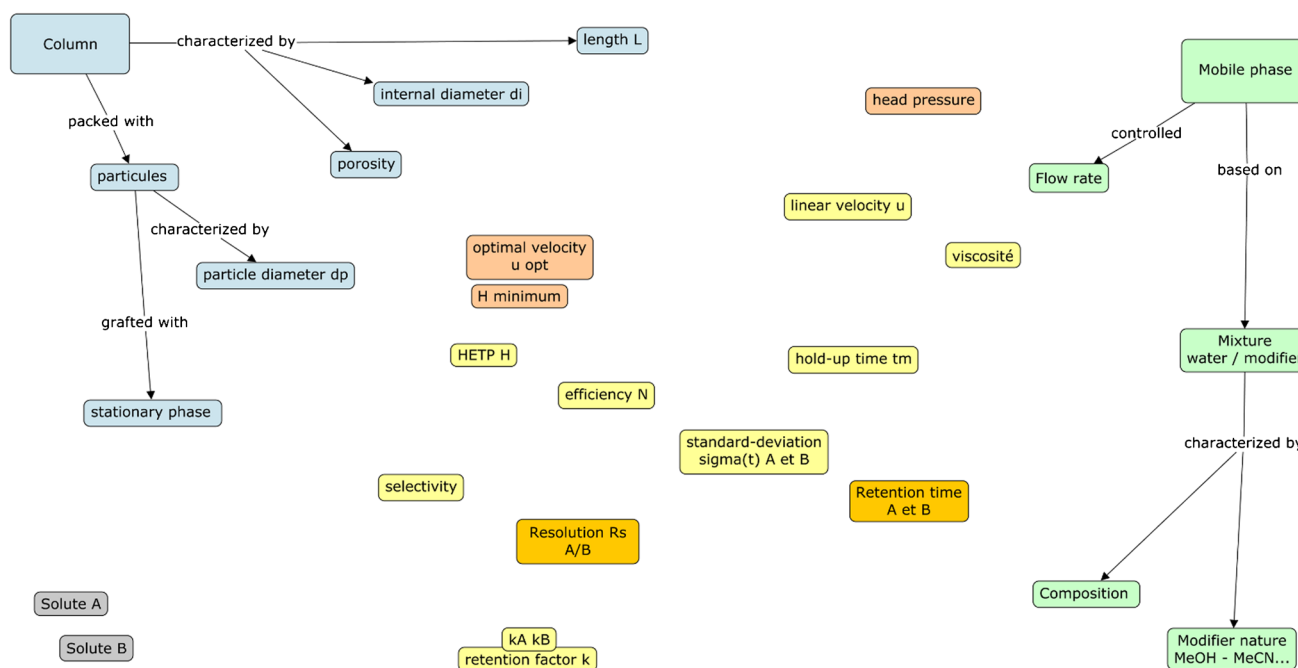 Column
characterized by
length L
internal diameter di
porosity
packed with
particules
characterized by
particle diameter dp
grafted with
stationary phase
head pressure
Mobile phase
controlled
Flow rate
based on
linear velocity u
viscosité
optimal velocity
u opt
H minimum
HETP H
hold-up time tm
efficiency N
Mixture
water / modifie
standard-deviation
sigma(t) A et B
characterized by
selectivity
Retention time
A et B
Resolution Rs
A/B
Composition
Solute A
Solute B
kA kB
retention factor k
Modifier nature
MeOH - MeCN...